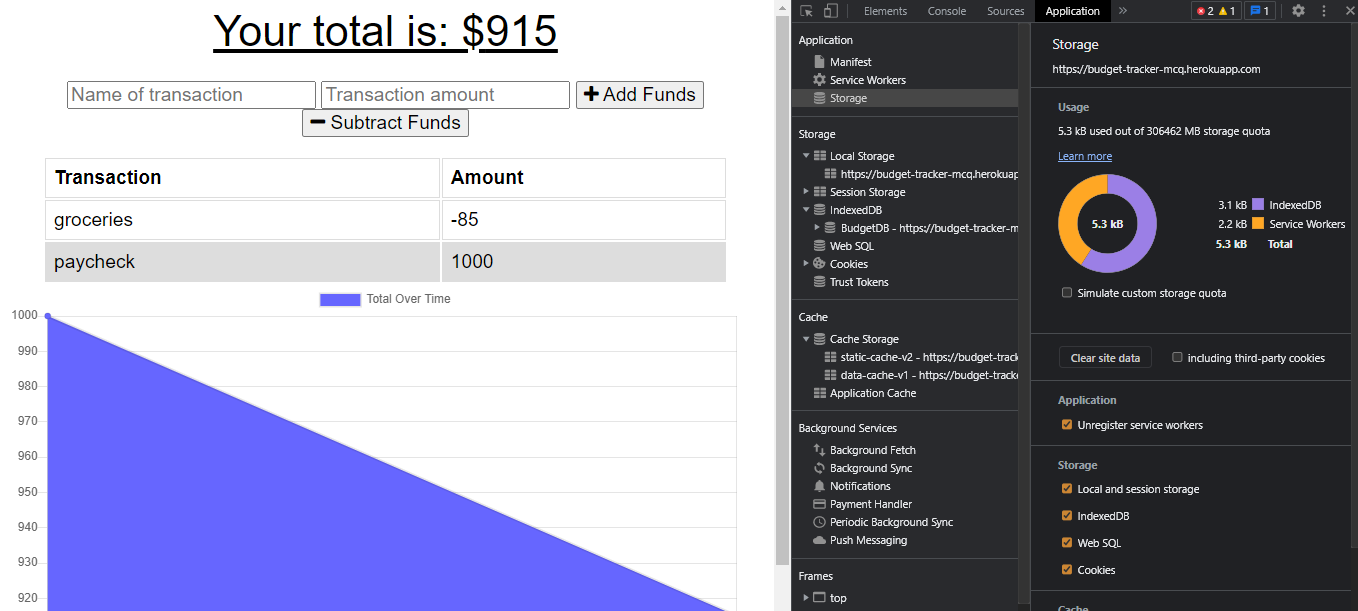 Your total is: $915
Name of transaction
Transaction amount
Add Funds
Subtract Funds
Transaction Amount
groceries -85
paycheck 1000
Total Over Time
1000
990
980
970
960
950
940
930
920
Elements Console Sources Application » 2 1 1
Application
Manifest
Service Workers
Storage
Storage
Local Storage
https://budget-tracker-mcq.herokuap
Session Storage
IndexedDB
BudgetDB - https://budget-tracker-m
Web SQL
Cookies
Trust Tokens
Cache
Cache Storage
static-cache-v2 - https://budget-track
data-cache-v1 - https://budget-tracke
Application Cache
Background Services
Background Fetch
Background Sync
Notifications
Payment Handler
Periodic Background Sync
Push Messaging
Frames
top
Storage
https://budget-tracker-mcq.herokuapp.com
Usage
5.3 kB used out of 306462 MB storage quota
Learn more
5.3 kB
3.1 kB IndexedDB
2.2 kB Service Workers
5.3 kB Total
Simulate custom storage quota
Clear site data
including third-party cookies
Application
Unregister service workers
Storage
Local and session storage
IndexedDB
Web SQL
Cookies
Cache